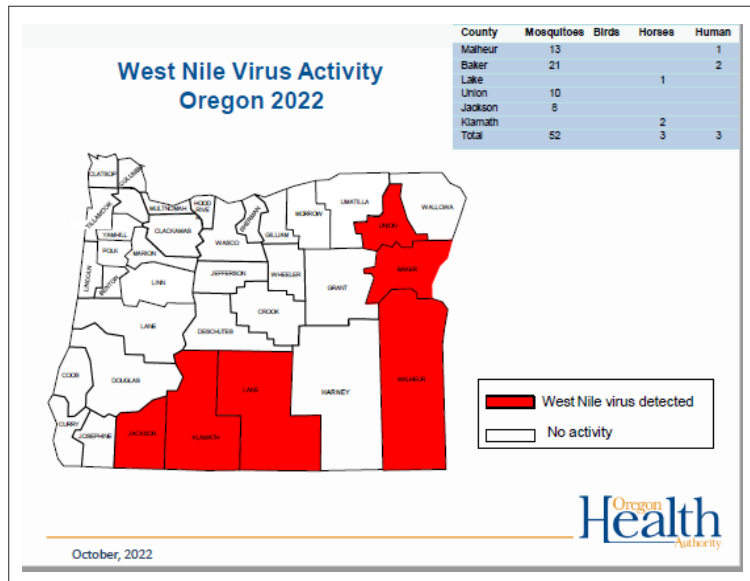 West Nile Virus Activity
Oregon 2022
County Mosquitoes Birds Horses Human
Malheur 13 1
Baker 21 2
Lake 1
Union 10
Jackson 8
Klamath 2
Total 52 3 3
CLATSOP
COLUMBIA
TILLAMOOK
MULTNOMAH
HOOD
RIVE
SHERMAN
MORROW
UMATILLA
WALLOWA
UNION
YAMHILL
CLACKAMAS
WASCO
GILLIAM
POLK
MARION
BAKER
LINCOLN
BENTON
LINN
JEFFERSON
WHEELER
GRANT
CROOK
LANE
DESCHUTES
COOS
DOUGLAS
LAKE
HARNEY
MALHEUR
CURRY
JOSEPHINE
JACKSON
KLAMATH
West Nile virus detected
No activity
Oregon
Health
Authority
October, 2022